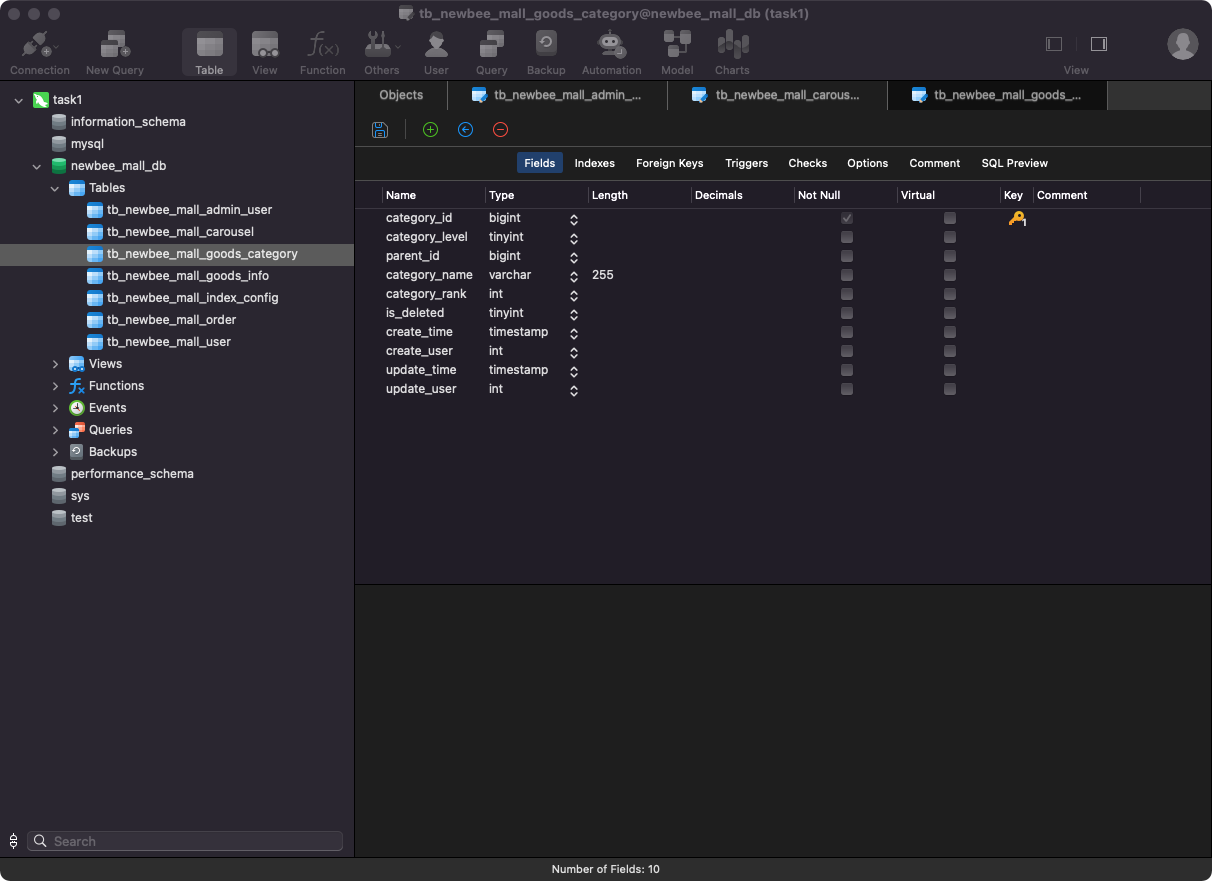 tb_newbee_mall_goods_category@newbee_mall_db (task1)
Connection New Query Table View Function Others User Query Backup Automation Model Charts View
task1
information_schema
mysql
newbee_mall_db
Tables
tb_newbee_mall_admin_user
tb_newbee_mall_carousel
tb_newbee_mall_goods_category
tb_newbee_mall_goods_info
tb_newbee_mall_index_config
tb_newbee_mall_order
tb_newbee_mall_user
Views
Functions
Events
Queries
Backups
performance_schema
sys
test
Search
Objects tb_newbee_mall_admin_... tb_newbee_mall_carous... tb_newbee_mall_goods_...
Fields Indexes Foreign Keys Triggers Checks Options Comment SQL Preview
Name Type Length Decimals Not Null Virtual Key Comment
category_id bigint 1
category_level tinyint
parent_id bigint
category_name varchar 255
category_rank int
is_deleted tinyint
create_time timestamp
create_user int
update_time timestamp
update_user int
Number of Fields: 10